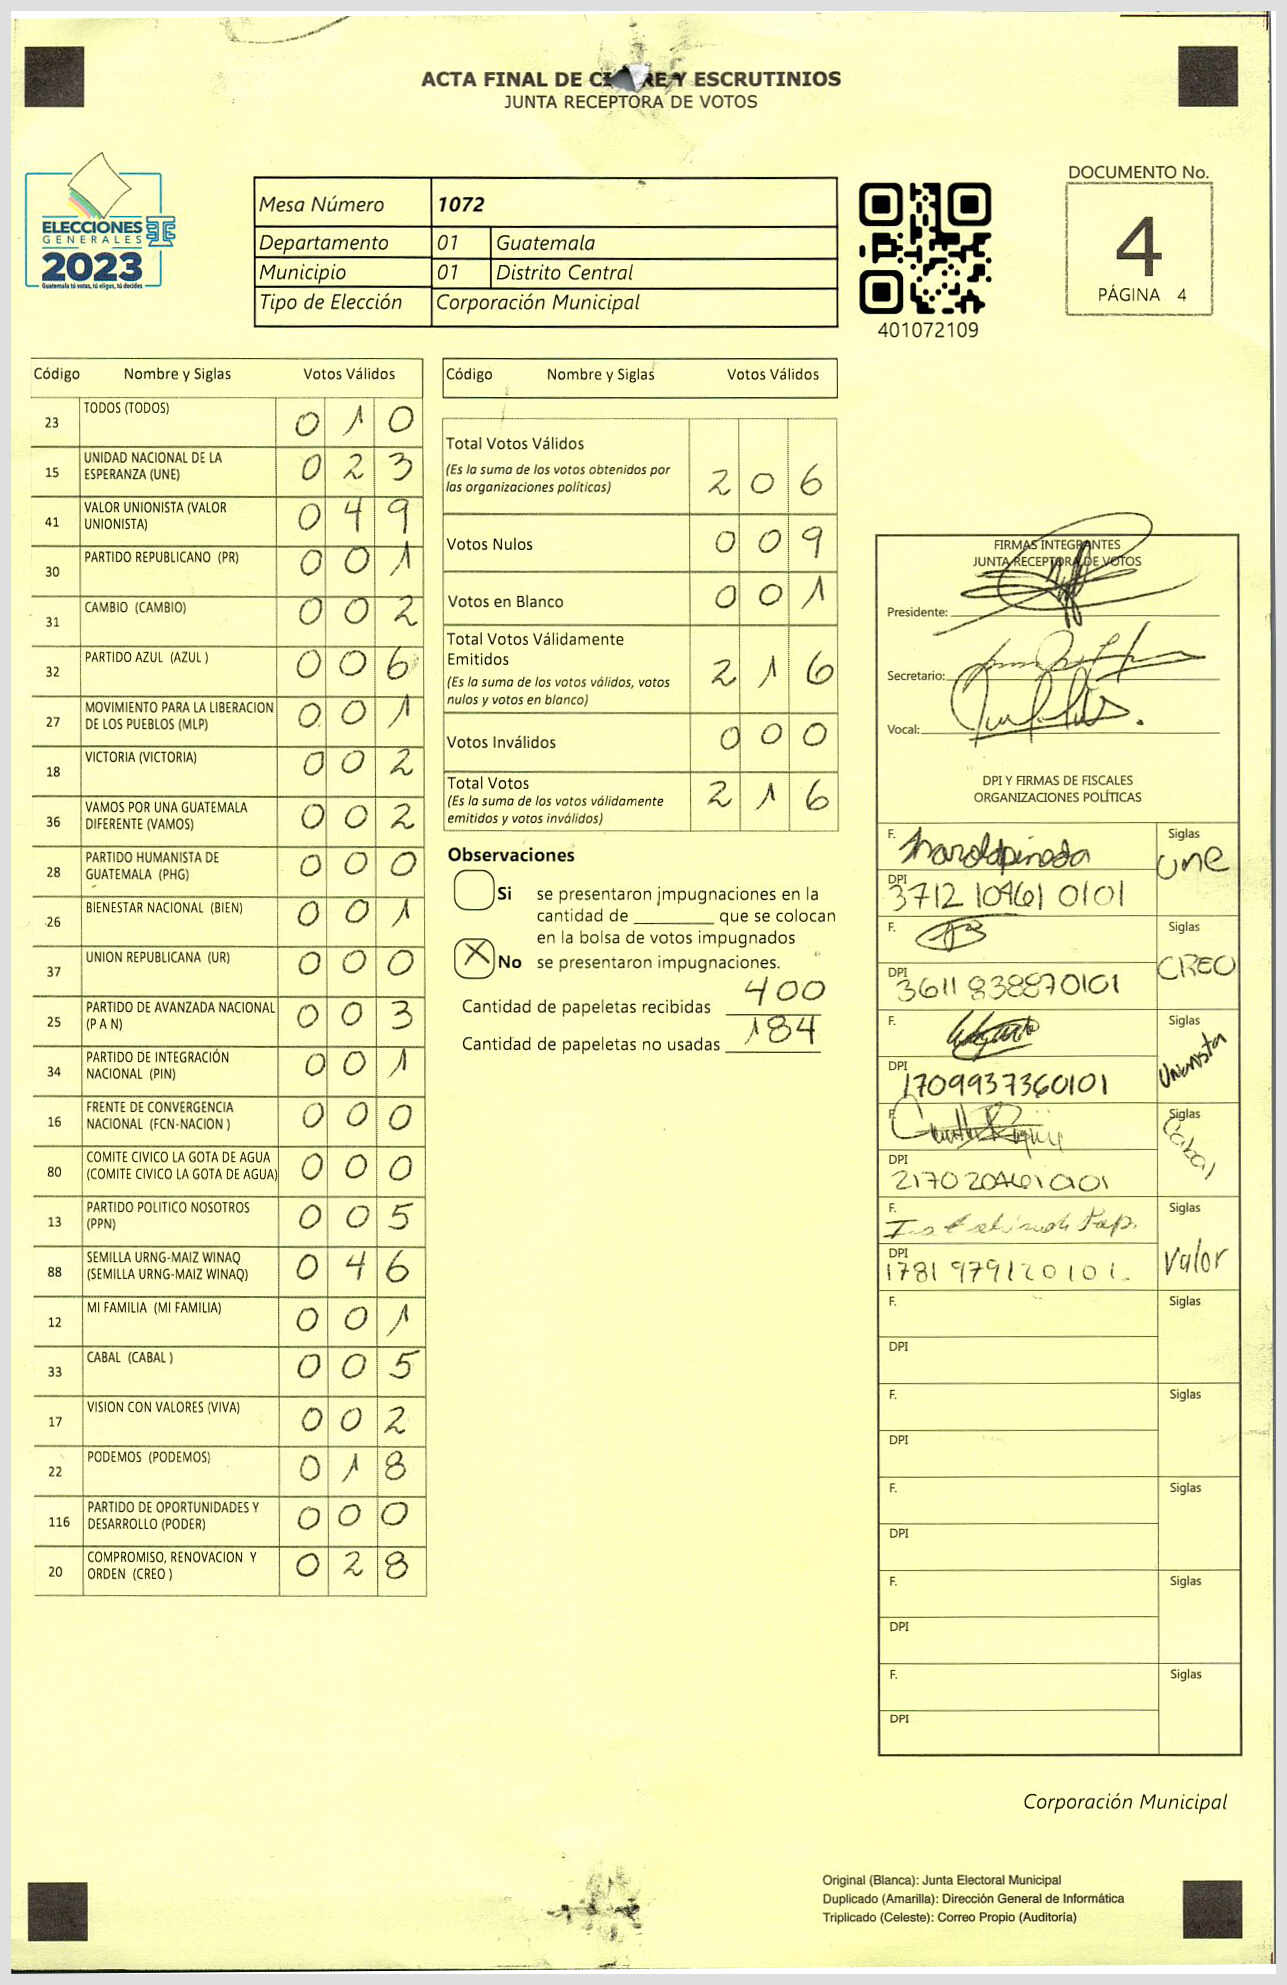 ACTA FINAL DE CIERRE Y ESCRUTINIOS
JUNTA RECEPTORA DE VOTOS
ELECCIONES
GENERALES
2023
Guatemala tú votas, tú eliges, tú decides
Mesa Número 1072
Departamento 01 Guatemala
Municipio 01 Distrito Central
Tipo de Elección Corporación Municipal
401072109
DOCUMENTO No.
4
PÁGINA 4
Código Nombre y Siglas Votos Válidos
23 TODOS (TODOS) 0 1 0
15 UNIDAD NACIONAL DE LA
ESPERANZA (UNE) 0 2 3
41 VALOR UNIONISTA (VALOR
UNIONISTA) 0 4 9
30 PARTIDO REPUBLICANO (PR) 0 0 1
31 CAMBIO (CAMBIO) 0 0 2
32 PARTIDO AZUL (AZUL ) 0 0 6
27 MOVIMIENTO PARA LA LIBERACION
DE LOS PUEBLOS (MLP) 0 0 1
18 VICTORIA (VICTORIA) 0 0 2
36 VAMOS POR UNA GUATEMALA
DIFERENTE (VAMOS) 0 0 2
28 PARTIDO HUMANISTA DE
GUATEMALA (PHG) 0 0 0
26 BIENESTAR NACIONAL (BIEN) 0 0 1
37 UNION REPUBLICANA (UR) 0 0 0
25 PARTIDO DE AVANZADA NACIONAL
(P A N) 0 0 3
34 PARTIDO DE INTEGRACIÓN
NACIONAL (PIN) 0 0 1
16 FRENTE DE CONVERGENCIA
NACIONAL (FCN-NACION ) 0 0 0
80 COMITE CIVICO LA GOTA DE AGUA
(COMITE CIVICO LA GOTA DE AGUA) 0 0 0
13 PARTIDO POLITICO NOSOTROS
(PPN) 0 0 5
88 SEMILLA URNG-MAIZ WINAQ
(SEMILLA URNG-MAIZ WINAQ) 0 4 6
12 MI FAMILIA (MI FAMILIA) 0 0 1
33 CABAL (CABAL ) 0 0 5
17 VISION CON VALORES (VIVA) 0 0 2
22 PODEMOS (PODEMOS) 0 1 8
116 PARTIDO DE OPORTUNIDADES Y
DESARROLLO (PODER) 0 0 0
20 COMPROMISO, RENOVACION Y
ORDEN (CREO ) 0 2 8
Código Nombre y Siglas Votos Válidos
Total Votos Válidos
(Es la suma de los votos obtenidos por
las organizaciones políticas) 2 0 6
Votos Nulos 0 0 9
Votos en Blanco 0 0 1
Total Votos Válidamente
Emitidos
(Es la suma de los votos válidos, votos
nulos y votos en blanco) 2 1 6
Votos Inválidos 0 0 0
Total Votos
(Es la suma de los votos válidamente
emitidos y votos inválidos) 2 1 6
Observaciones
Si se presentaron impugnaciones en la
cantidad de ________ que se colocan
en la bolsa de votos impugnados
X No se presentaron impugnaciones.
Cantidad de papeletas recibidas 400
Cantidad de papeletas no usadas 184
FIRMAS INTEGRANTES
JUNTA RECEPTORA DE VOTOS
Presidente:
Secretario:
Vocal:
DPI Y FIRMAS DE FISCALES
ORGANIZACIONES POLÍTICAS
F. Harold pineda Siglas une
DPI 3712 10461 0101
F. Siglas CREO
DPI 3611 838870101
F. Siglas Unionista
DPI 1709937360101
F. Siglas Cabal
DPI 2170204610101
F. Siglas Valor
DPI 1781 979120101
F. Siglas
DPI
F. Siglas
DPI
F. Siglas
DPI
F. Siglas
DPI
F. Siglas
DPI
Corporación Municipal
Original (Blanca): Junta Electoral Municipal
Duplicado (Amarilla): Dirección General de Informática
Triplicado (Celeste): Correo Propio (Auditoría)